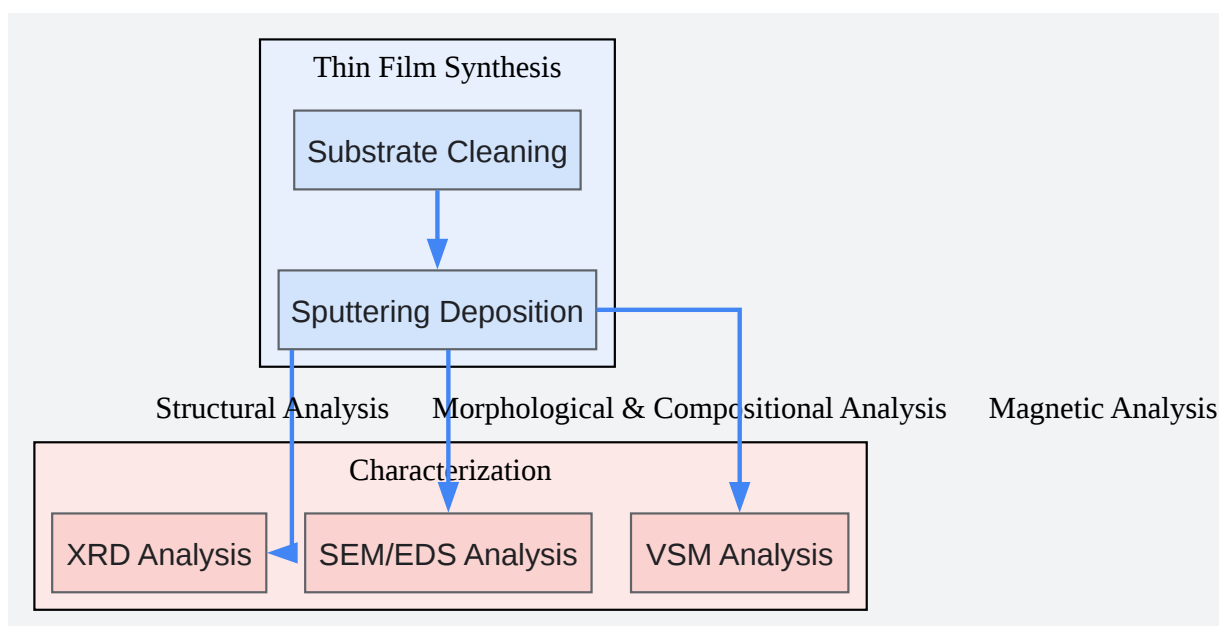 Thin Film Synthesis
Substrate Cleaning
Sputtering Deposition
Structural Analysis
Morphological & Compositional Analysis
Magnetic Analysis
Characterization
XRD Analysis
SEM/EDS Analysis
VSM Analysis